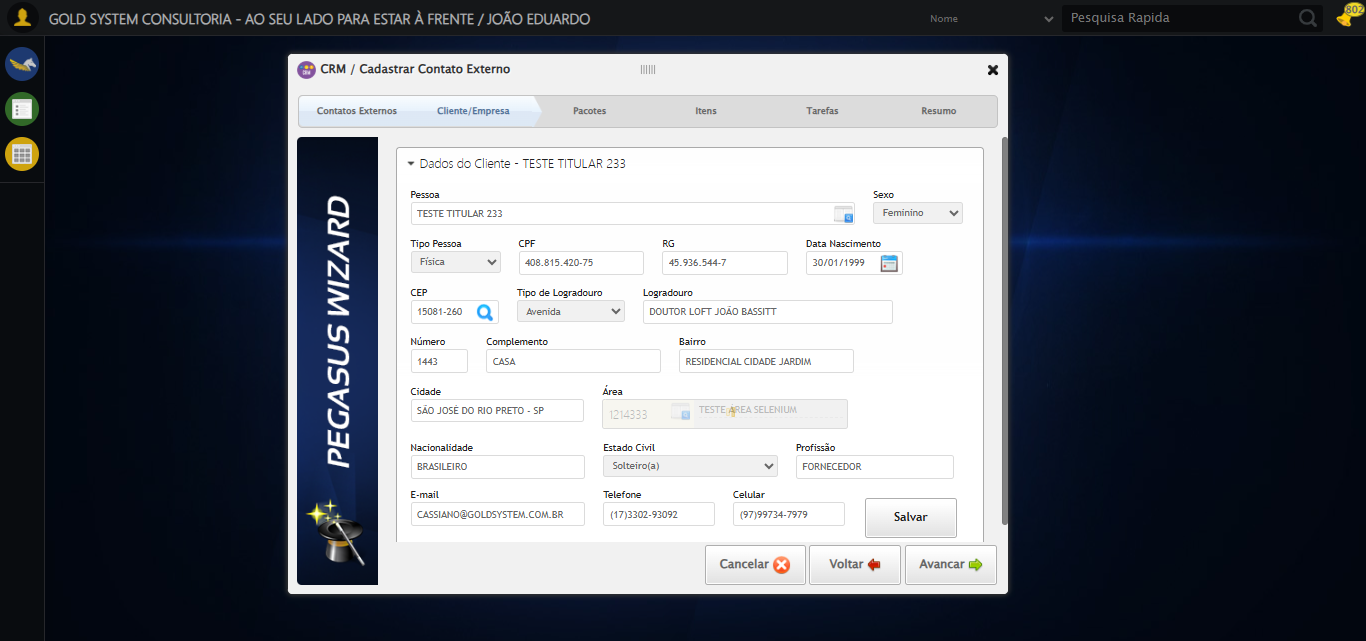 GOLD SYSTEM CONSULTORIA - AO SEU LADO PARA ESTAR À FRENTE / JOÃO EDUARDO
Nome
Pesquisa Rapida
802
CRM / Cadastrar Contato Externo
Contatos Externos
Cliente/Empresa
Pacotes
Itens
Tarefas
Resumo
PEGASUS WIZARD
Dados do Cliente - TESTE TITULAR 233
Pessoa
Sexo
TESTE TITULAR 233
Feminino
Tipo Pessoa
CPF
RG
Data Nascimento
Física
408.815.420-75
45.936.544-7
30/01/1999
CEP
Tipo de Logradouro
Logradouro
15081-260
Avenida
DOUTOR LOFT JOÃO BASSITT
Número
Complemento
Bairro
1443
CASA
RESIDENCIAL CIDADE JARDIM
Cidade
Área
SÃO JOSÉ DO RIO PRETO - SP
1214333
TESTE AREA SELENIUM
Nacionalidade
Estado Civil
Profissão
BRASILEIRO
Solteiro(a)
FORNECEDOR
E-mail
Telefone
Celular
CASSIANO@GOLDSYSTEM.COM.BR
(17)3302-93092
(97)99734-7979
Salvar
Cancelar
Voltar
Avancar